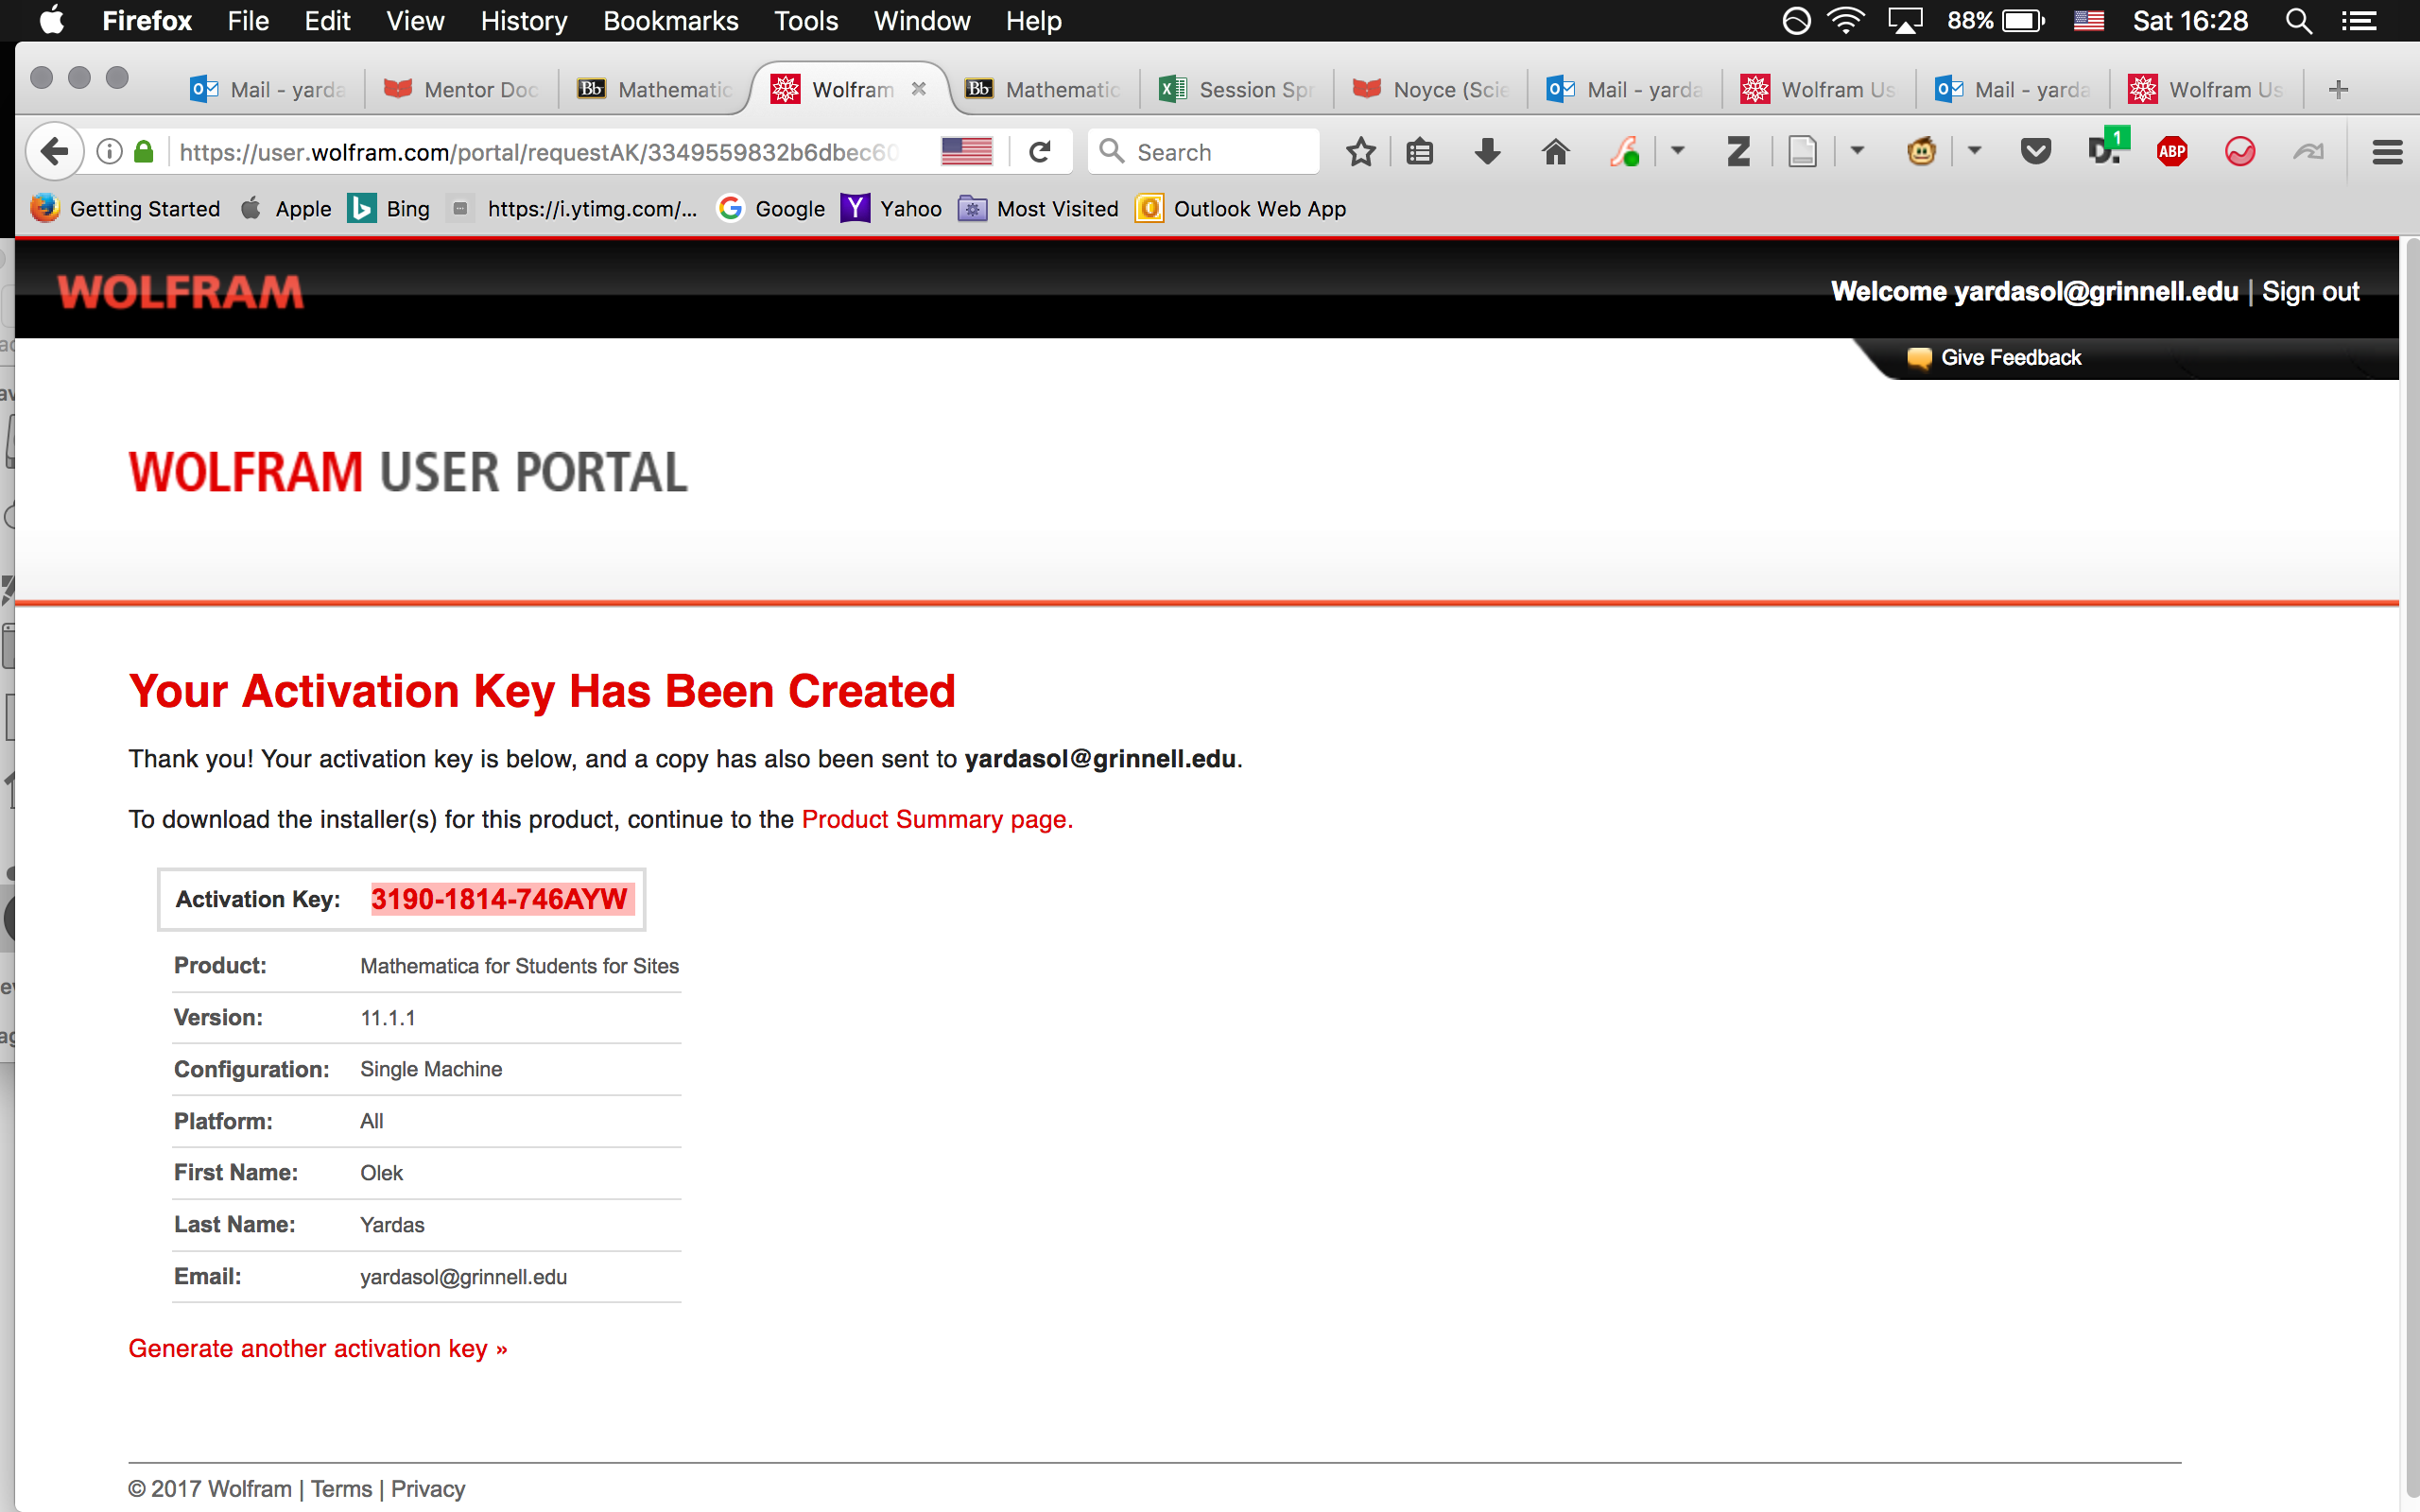 Firefox File Edit View History Bookmarks Tools Window Help 88% Sat 16:28
Mail - yarda Mentor Doc Bb Mathematic Wolfram Bb Mathematic Session Spr Noyce (Scie Mail - yarda Wolfram Us Mail - yarda Wolfram Us
https://user.wolfram.com/portal/requestAK/3349559832b6dbec60 Search Z D. 1 ABP
Getting Started Apple Bing https://i.ytimg.com/... Google Yahoo Most Visited Outlook Web App
WOLFRAM Welcome yardasol@grinnell.edu | Sign out
Give Feedback
WOLFRAM USER PORTAL
Your Activation Key Has Been Created
Thank you! Your activation key is below, and a copy has also been sent to yardasol@grinnell.edu.
To download the installer(s) for this product, continue to the Product Summary page.
Activation Key: 3190-1814-746AYW
Product: Mathematica for Students for Sites
Version: 11.1.1
Configuration: Single Machine
Platform: All
First Name: Olek
Last Name: Yardas
Email: yardasol@grinnell.edu
Generate another activation key »
© 2017 Wolfram | Terms | Privacy